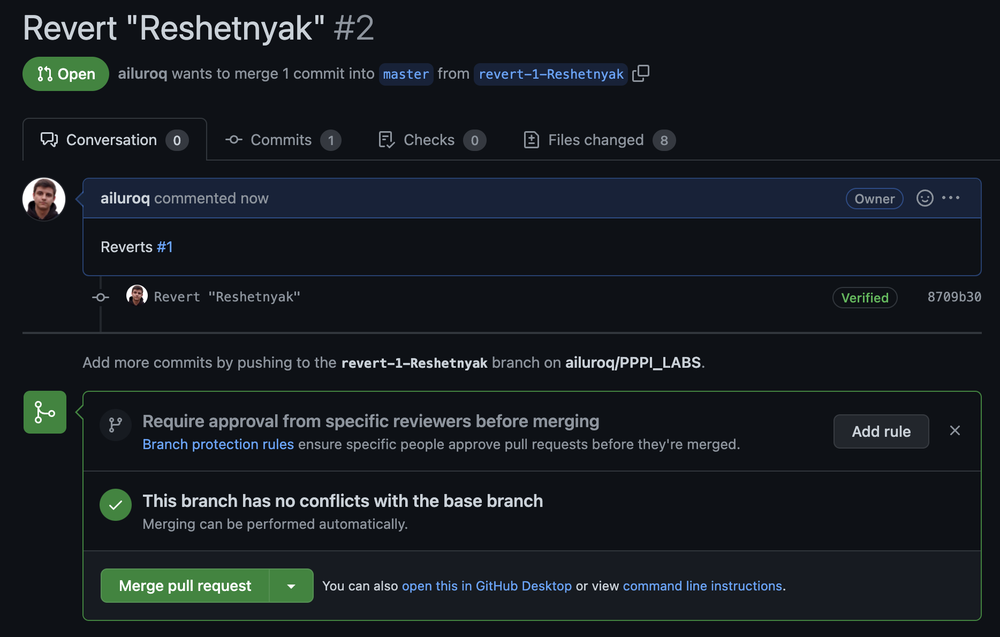 Revert "Reshetnyak" #2
Open ailuroq wants to merge 1 commit into master from revert-1-Reshetnyak
Conversation 0 Commits 1 Checks 0 Files changed 8
ailuroq commented now Owner
Reverts #1
Revert "Reshetnyak" Verified 8709b30
Add more commits by pushing to the revert-1-Reshetnyak branch on ailuroq/PPPI_LABS.
Require approval from specific reviewers before merging
Branch protection rules ensure specific people approve pull requests before they're merged.
Add rule
This branch has no conflicts with the base branch
Merging can be performed automatically.
Merge pull request You can also open this in GitHub Desktop or view command line instructions.